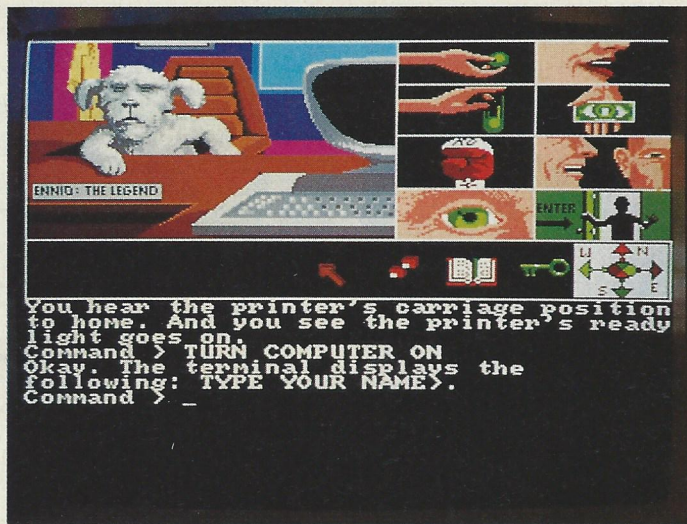 ENNIO: THE LEGEND
ENTER
W N
S E
You hear the printer's carriage position
to home. And you see the printer's ready
light goes on.
Command > TURN COMPUTER ON
Okay. The terminal displays the
following: TYPE YOUR NAME>.
Command > _